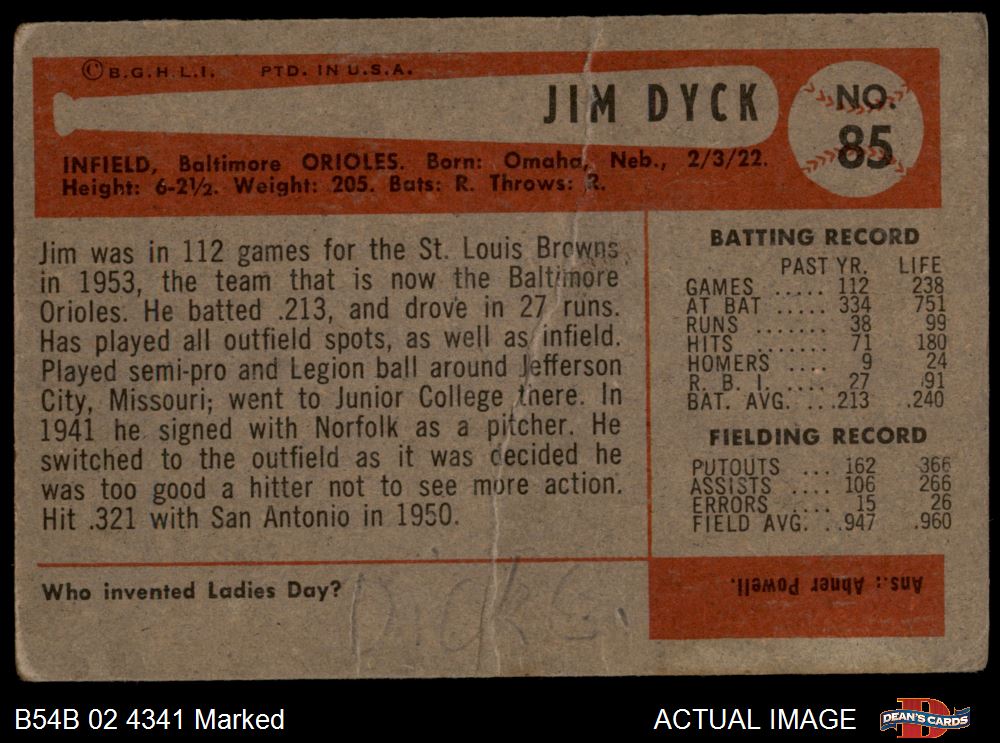 © B.G.H.L.I. PTD. IN U.S.A.
JIM DYCK
NO.
85
INFIELD, Baltimore ORIOLES. Born: Omaha, Neb., 2/3/22.
Height: 6-2½. Weight: 205. Bats: R. Throws: R.
Jim was in 112 games for the St. Louis Browns
in 1953, the team that is now the Baltimore
Orioles. He batted .213, and drove in 27 runs.
Has played all outfield spots, as well as infield.
Played semi-pro and Legion ball around Jefferson
City, Missouri; went to Junior College there. In
1941 he signed with Norfolk as a pitcher. He
switched to the outfield as it was decided he
was too good a hitter not to see more action.
Hit .321 with San Antonio in 1950.
BATTING RECORD
PAST YR. LIFE
GAMES ..... 112 238
AT BAT ..... 334 751
RUNS ....... 38 99
HITS ........ 71 180
HOMERS ..... 9 24
R. B. I. .... 27 91
BAT. AVG. ...213 .240
FIELDING RECORD
PUTOUTS ... 162 366
ASSISTS .... 106 266
ERRORS .... 15 26
FIELD AVG. ..947 .960
Who invented Ladies Day?
Ans.: Abner Powell.
Dick G.
B54B 02 4341 Marked
ACTUAL IMAGE
DEAN'S CARDS